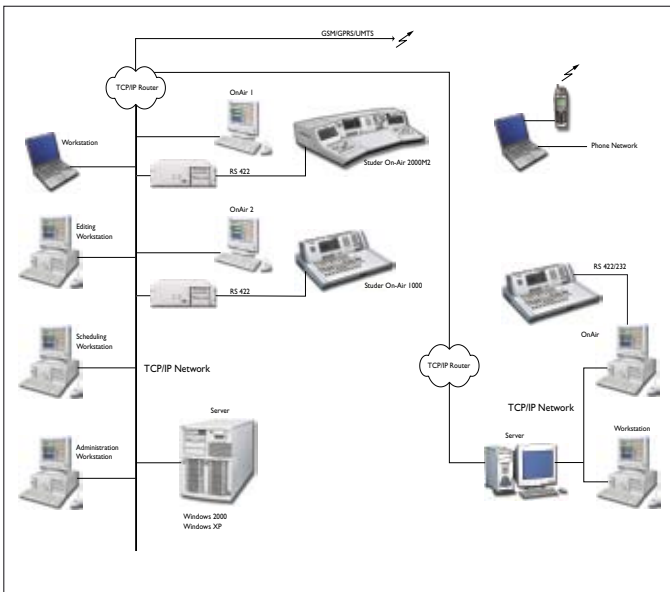 GSM/GPRS/UMTS
TCP/IP Router
OnAir 1
Workstation
RS 422
Studer On-Air 2000M2
Phone Network
Editing
Workstation
OnAir 2
RS 422
Studer On-Air 1000
RS 422/232
OnAir
Scheduling
Workstation
TCP/IP Network
TCP/IP Router
TCP/IP Network
Server
Administration
Workstation
Server
Workstation
Windows 2000
Windows XP